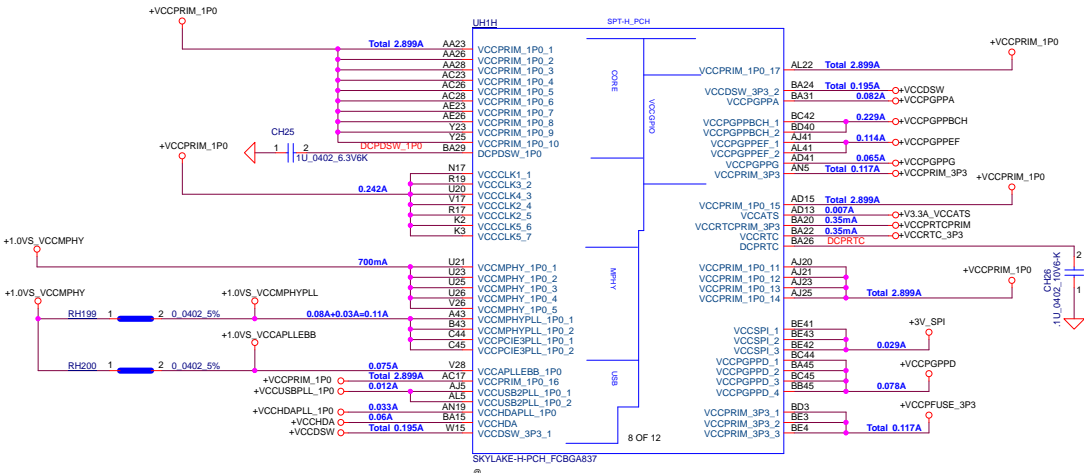 UH1H
SPT-H_PCH
+VCCPRIM_1P0
Total 2.899A
AA23 VCCPRIM_1P0_1
AA26 VCCPRIM_1P0_2
AA28 VCCPRIM_1P0_3
AC23 VCCPRIM_1P0_4
AC26 VCCPRIM_1P0_5
AC28 VCCPRIM_1P0_6
AE23 VCCPRIM_1P0_7
AE26 VCCPRIM_1P0_8
Y23 VCCPRIM_1P0_9
Y25 VCCPRIM_1P0_10
DCPDSW_1P0 BA29 DCPDSW_1P0
CH25
1 2
1U_0402_6.3V6K
+VCCPRIM_1P0
0.242A
N17 VCCCLK1_1
R19 VCCCLK3_2
U20 VCCCLK4_3
V17 VCCCLK2_4
R17 VCCCLK2_5
K2 VCCCLK5_6
K3 VCCCLK5_7
+1.0VS_VCCMPHY
700mA
U21 VCCMPHY_1P0_1
U23 VCCMPHY_1P0_2
U25 VCCMPHY_1P0_3
U26 VCCMPHY_1P0_4
V26 VCCMPHY_1P0_5
+1.0VS_VCCMPHY
+1.0VS_VCCMPHYPLL
RH199 1 2 0_0402_5%
0.08A+0.03A=0.11A
A43 VCCMPHYPLL_1P0_1
B43 VCCMPHYPLL_1P0_2
C44 VCCPCIE3PLL_1P0_1
C45 VCCPCIE3PLL_1P0_2
+1.0VS_VCCAPLLEBB
RH200 1 2 0_0402_5%
0.075A V28 VCCAPLLEBB_1P0
+VCCPRIM_1P0 Total 2.899A AC17 VCCPRIM_1P0_16
+VCCUSBPLL_1P0 0.012A AJ5 VCCUSB2PLL_1P0_1
AL5 VCCUSB2PLL_1P0_2
+VCCHDAPLL_1P0 0.033A AN19 VCCHDAPLL_1P0
+VCCHDA 0.06A BA15 VCCHDA
+VCCDSW Total 0.195A W15 VCCDSW_3P3_1
CORE
VCCGPIO
MPHY
USB
+VCCPRIM_1P0
VCCPRIM_1P0_17 AL22 Total 2.899A
VCCDSW_3P3_2 BA24 Total 0.195A +VCCDSW
VCCPGPPA BA31 0.082A +VCCPGPPA
VCCPGPPBCH_1 BC42 0.229A +VCCPGPPBCH
VCCPGPPBCH_2 BD40
VCCPGPPEF_1 AJ41 0.114A +VCCPGPPEF
VCCPGPPEF_2 AL41
VCCPGPPG AD41 0.065A +VCCPGPPG
VCCPRIM_3P3 AN5 Total 0.117A +VCCPRIM_3P3
+VCCPRIM_1P0
VCCPRIM_1P0_15 AD15 Total 2.899A
VCCATS AD13 0.007A +V3.3A_VCCATS
VCCRTCPRIM_3P3 BA20 0.35mA +VCCPRTCPRIM
VCCRTC BA22 0.35mA +VCCRTC_3P3
DCPRTC BA26 DCPRTC
VCCPRIM_1P0_11 AJ20
VCCPRIM_1P0_12 AJ21
VCCPRIM_1P0_13 AJ23
VCCPRIM_1P0_14 AJ25 Total 2.899A
+VCCPRIM_1P0
CH26
.1U_0402_10V6-K
2
1
VCCSPI_1 BE41
VCCSPI_2 BE43
VCCSPI_3 BE42 0.029A
+3V_SPI
VCCPGPPD_1 BC44
VCCPGPPD_2 BA45
VCCPGPPD_3 BC45
VCCPGPPD_4 BB45 0.078A
+VCCPGPPD
VCCPRIM_3P3_1 BD3
VCCPRIM_3P3_2 BE3
VCCPRIM_3P3_3 BE4 Total 0.117A
+VCCPFUSE_3P3
8 OF 12
SKYLAKE-H-PCH_FCBGA837
@